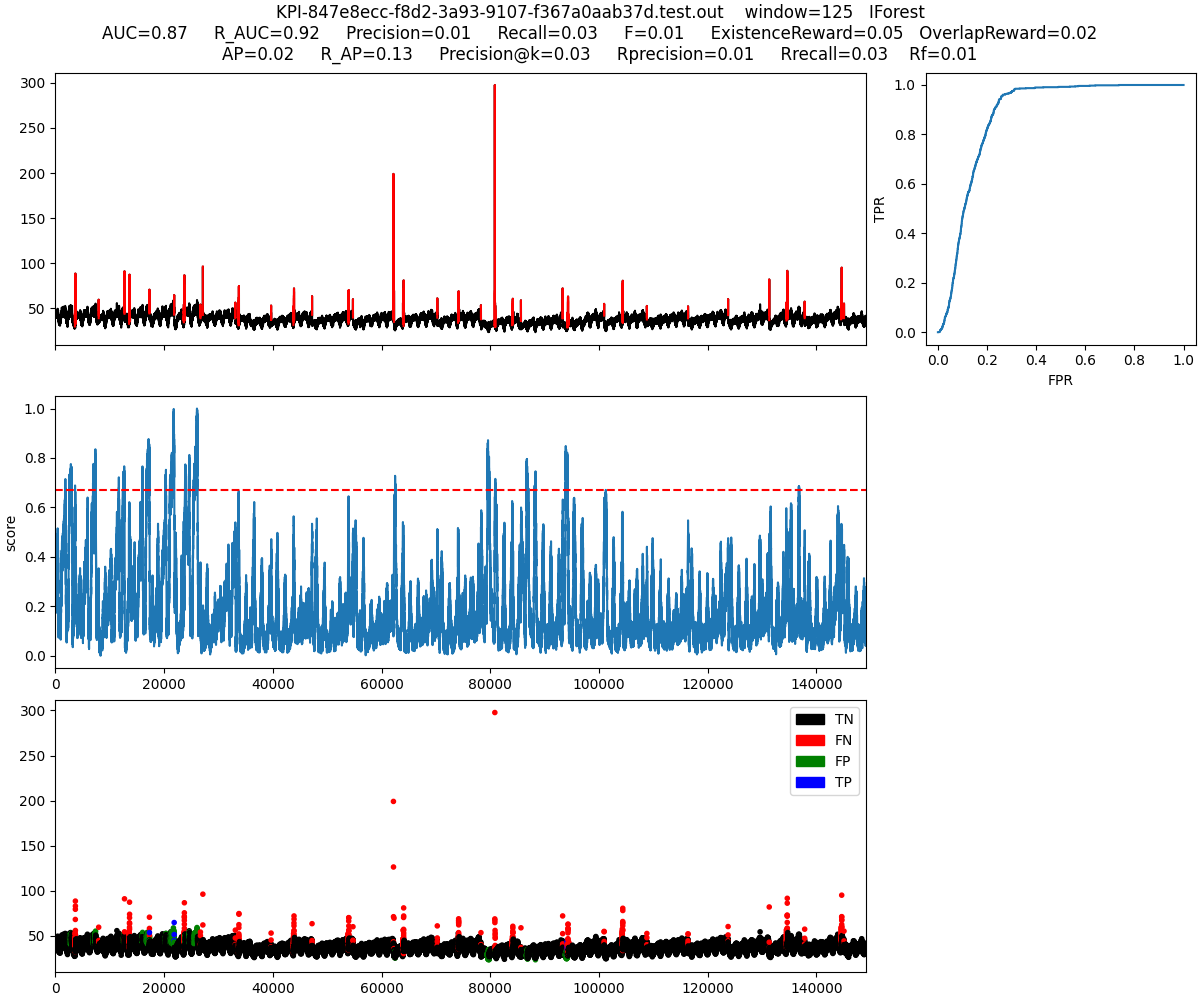 KPI-847e8ecc-f8d2-3a93-9107-f367a0aab37d.test.out    window=125   IForest
AUC=0.87     R_AUC=0.92     Precision=0.01     Recall=0.03     F=0.01     ExistenceReward=0.05   OverlapReward=0.02
AP=0.02     R_AP=0.13     Precision@k=0.03     Rprecision=0.01     Rrecall=0.03     Rf=0.01
300
250
200
150
100
50
1.0
0.8
0.6
0.4
0.2
0.0
TPR
0.0 0.2 0.4 0.6 0.8 1.0
FPR
1.0
0.8
0.6
0.4
0.2
0.0
score
0 20000 40000 60000 80000 100000 120000 140000
300
250
200
150
100
50
TN
FN
FP
TP
0 20000 40000 60000 80000 100000 120000 140000